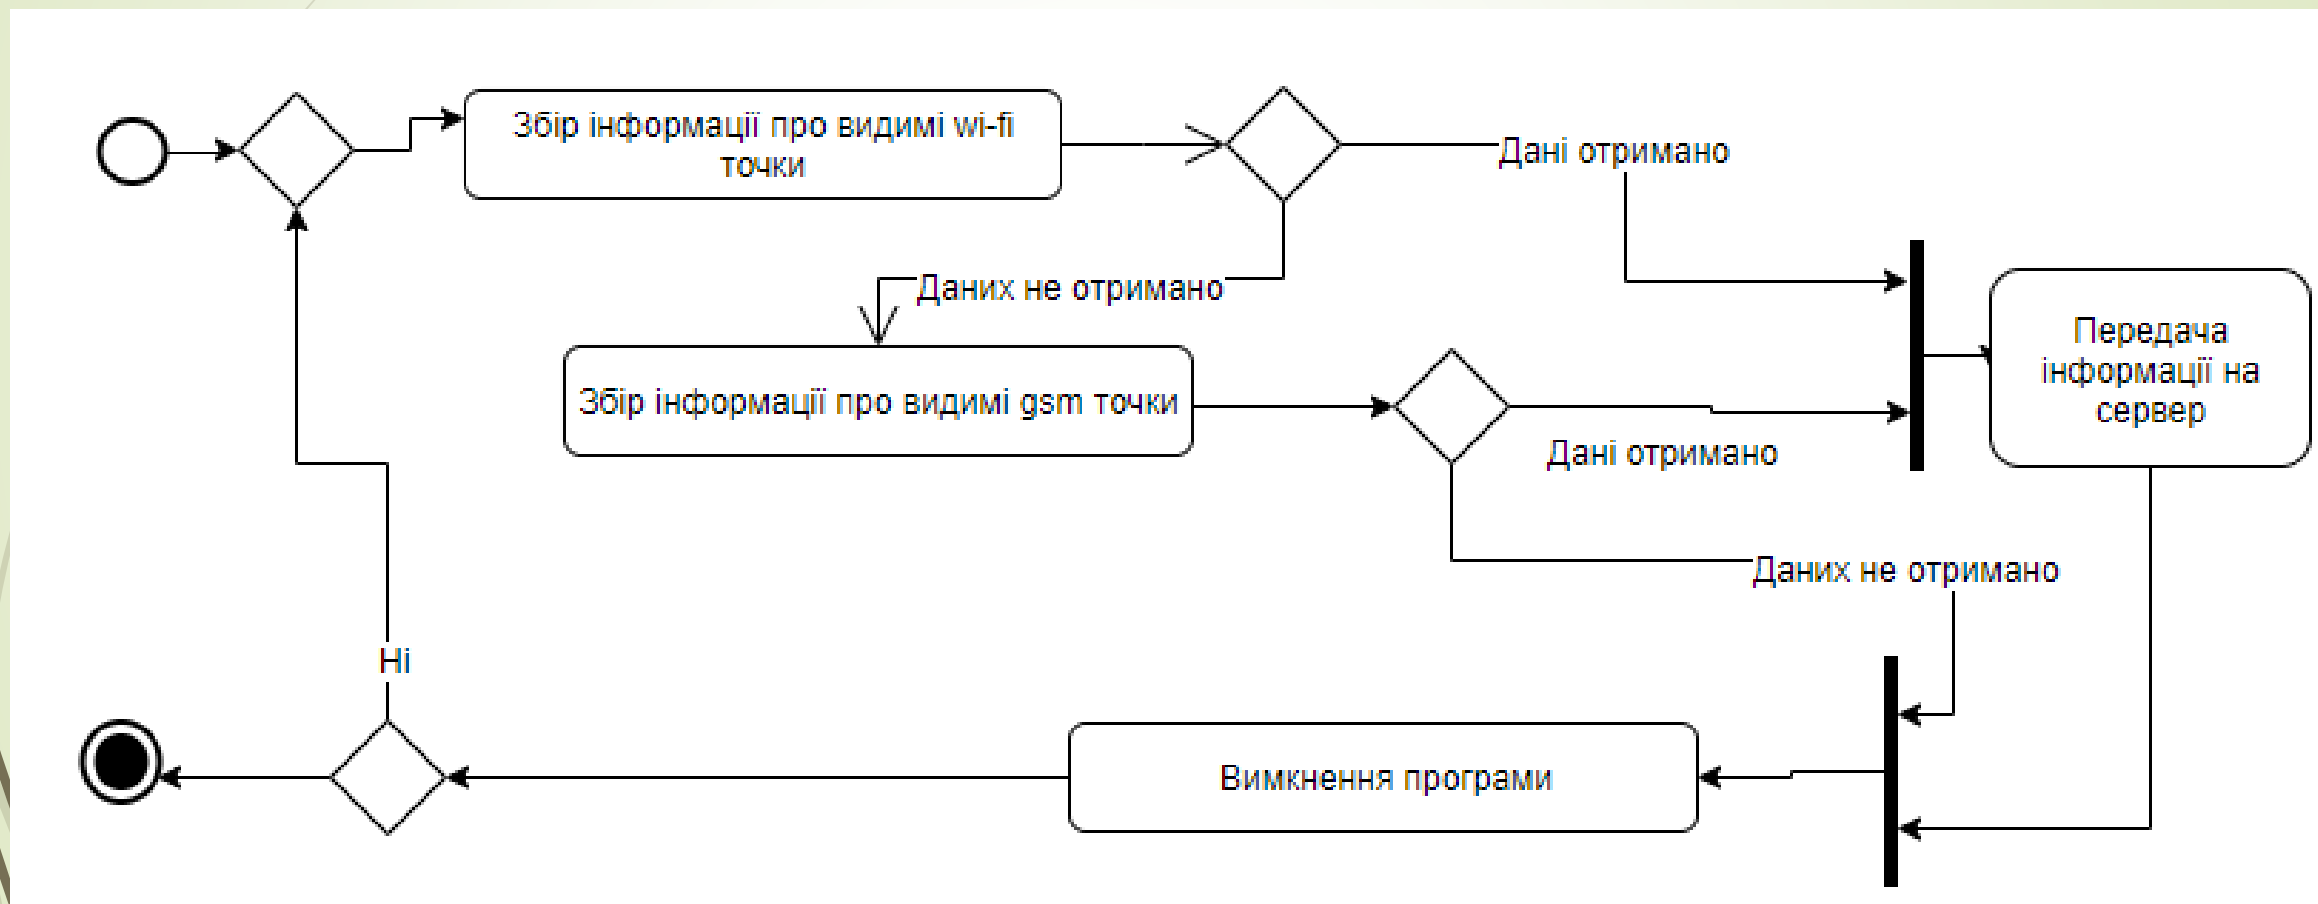 Збір інформації про видимі wi-fi
точки
Дані отримано
Даних не отримано
Збір інформації про видимі gsm точки
Дані отримано
Передача
інформації на
сервер
Даних не отримано
Ні
Вимкнення програми